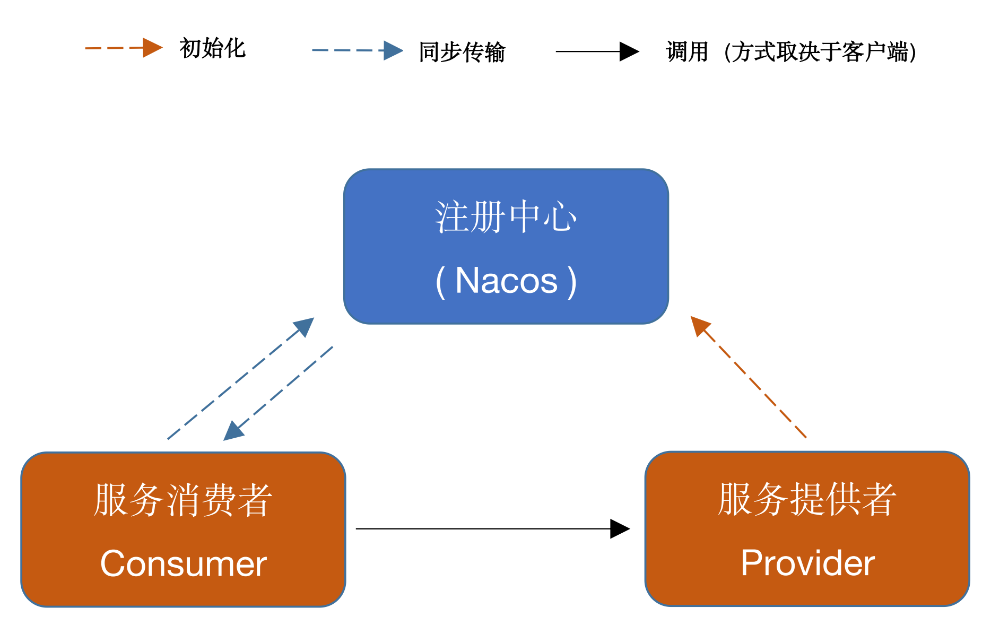 初始化
同步传输
调用（方式取决于客户端）
注册中心
( Nacos )
服务消费者
Consumer
服务提供者
Provider